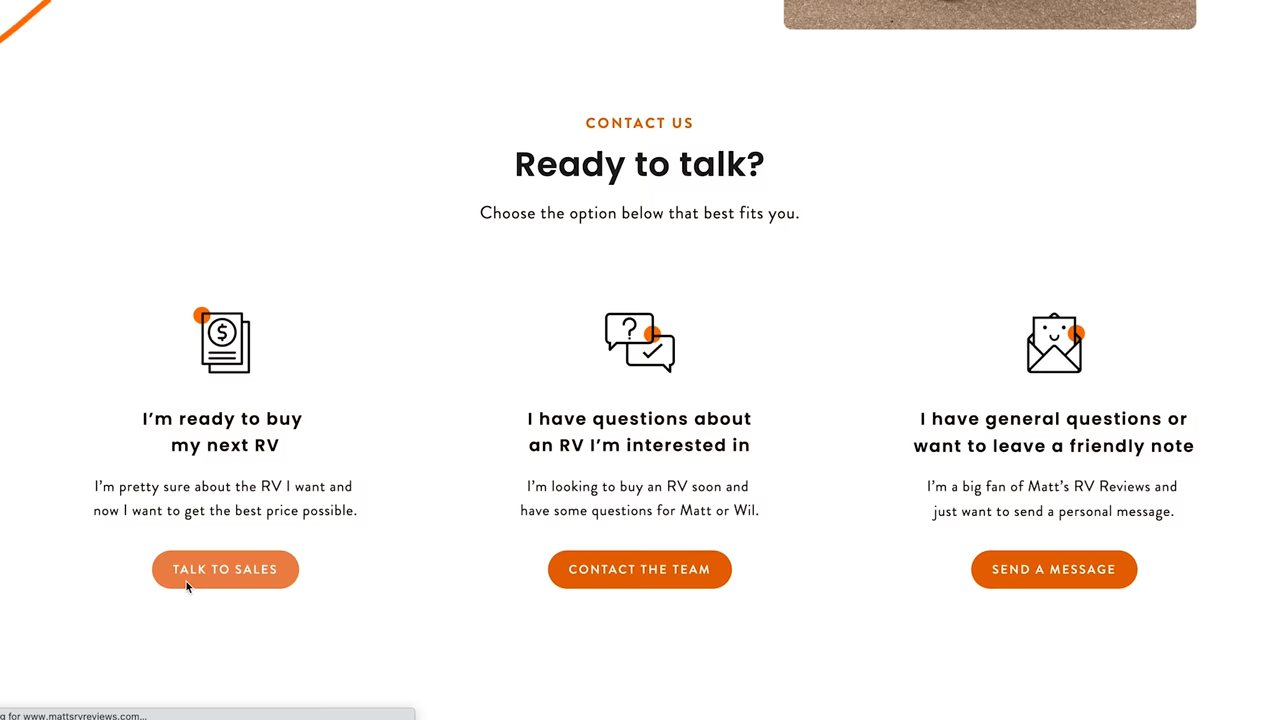 CONTACT US
Ready to talk?
Choose the option below that best fits you.
$
?
I’m ready to buy
my next RV
I’m pretty sure about the RV I want and
now I want to get the best price possible.
TALK TO SALES
I have questions about
an RV I’m interested in
I’m looking to buy an RV soon and
have some questions for Matt or Wil.
CONTACT THE TEAM
I have general questions or
want to leave a friendly note
I’m a big fan of Matt’s RV Reviews and
just want to send a personal message.
SEND A MESSAGE
g for www.mattsrvreviews.com...